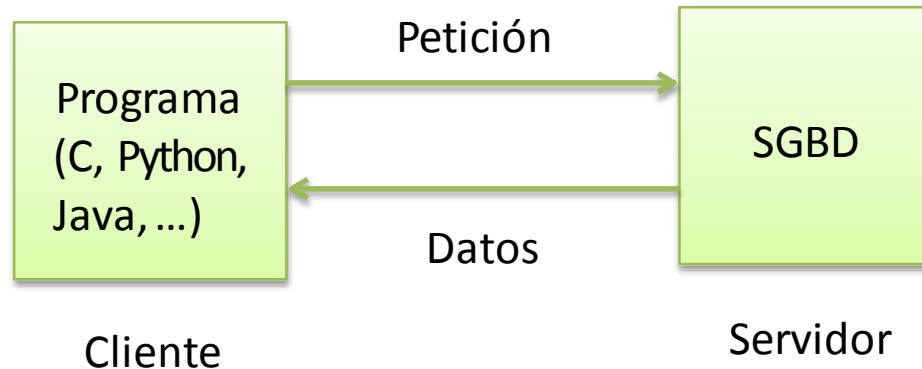 Petición
Programa
(C, Python,
Java, ...)
SGBD
Datos
Cliente
Servidor